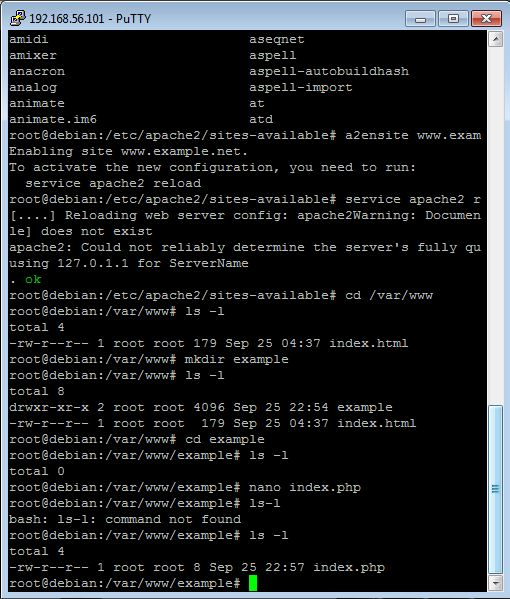 192.168.56.101 - PuTTY
amidi aseqnet
amixer aspell
anacron aspell-autobuildhash
analog aspell-import
animate at
animate.im6 atd
root@debian:/etc/apache2/sites-available# a2ensite www.exam
Enabling site www.example.net.
To activate the new configuration, you need to run:
  service apache2 reload
root@debian:/etc/apache2/sites-available# service apache2 r
[....] Reloading web server config: apache2Warning: Documen
le] does not exist
apache2: Could not reliably determine the server's fully qu
using 127.0.1.1 for ServerName
. ok
root@debian:/etc/apache2/sites-available# cd /var/www
root@debian:/var/www# ls -l
total 4
-rw-r--r-- 1 root root 179 Sep 25 04:37 index.html
root@debian:/var/www# mkdir example
root@debian:/var/www# ls -l
total 8
drwxr-xr-x 2 root root 4096 Sep 25 22:54 example
-rw-r--r-- 1 root root  179 Sep 25 04:37 index.html
root@debian:/var/www# cd example
root@debian:/var/www/example# ls -l
total 0
root@debian:/var/www/example# nano index.php
root@debian:/var/www/example# ls-l
bash: ls-l: command not found
root@debian:/var/www/example# ls -l
total 4
-rw-r--r-- 1 root root 8 Sep 25 22:57 index.php
root@debian:/var/www/example#